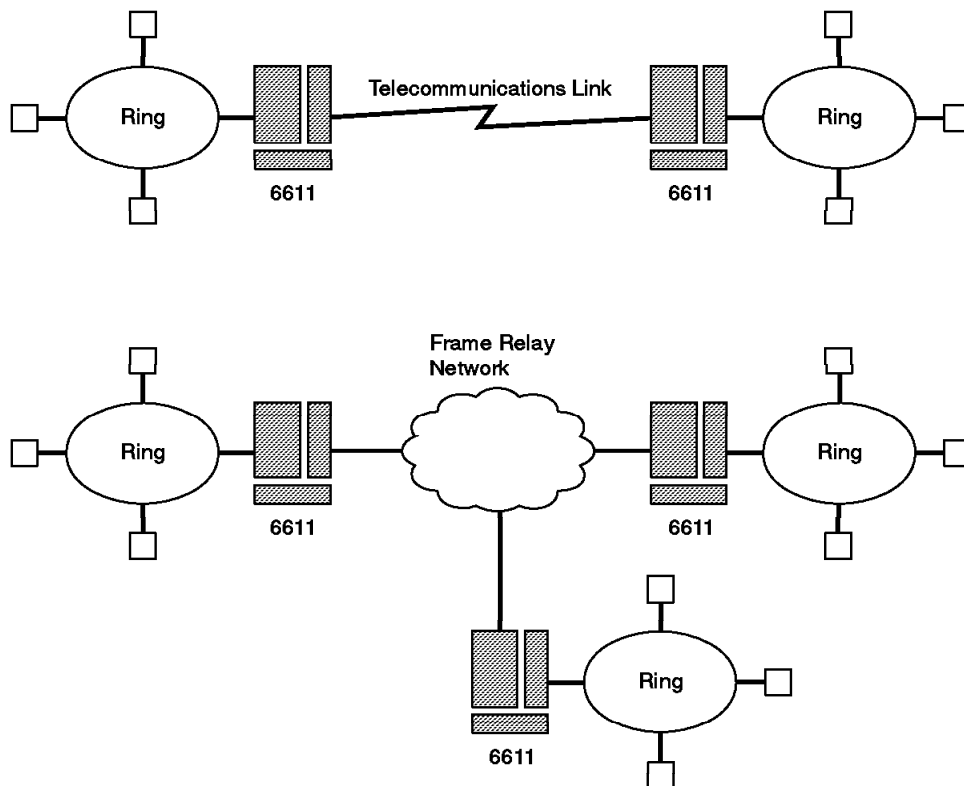 Telecommunications Link
Ring
Ring
6611
6611
Frame Relay
Network
Ring
Ring
6611
6611
Ring
6611